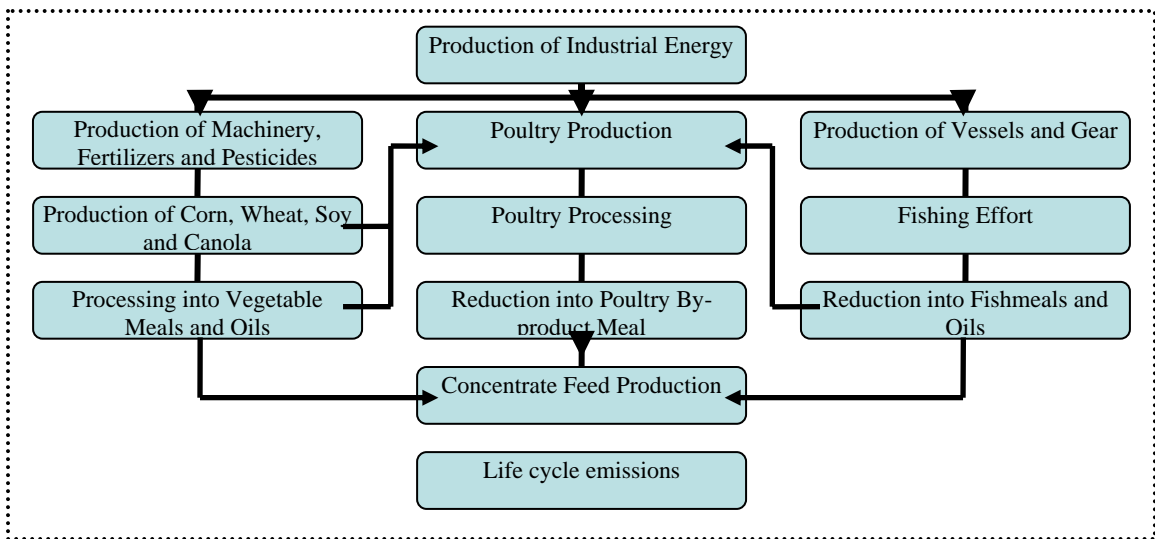 Production of Industrial Energy
Production of Machinery,
Fertilizers and Pesticides
Poultry Production
Production of Vessels and Gear
Production of Corn, Wheat, Soy
and Canola
Poultry Processing
Fishing Effort
Processing into Vegetable
Meals and Oils
Reduction into Poultry By-
product Meal
Reduction into Fishmeals and
Oils
Concentrate Feed Production
Life cycle emissions